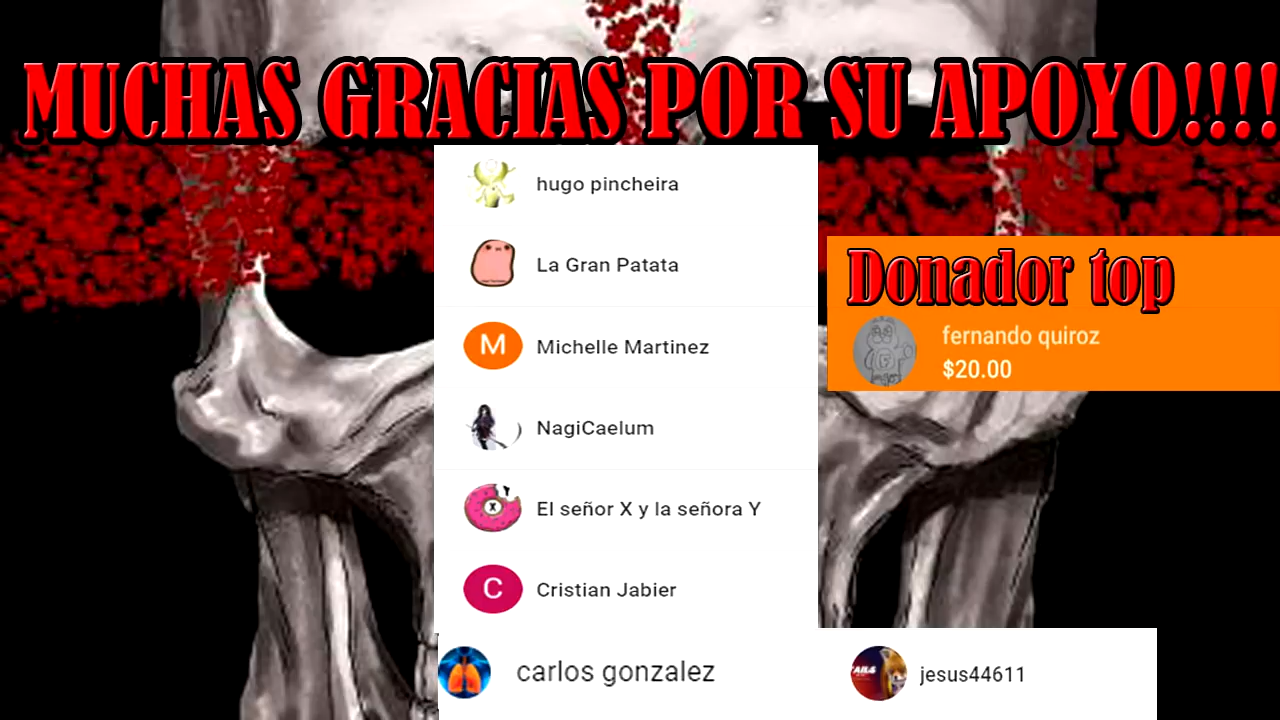 MUCHAS GRACIAS POR SU APOYO!!!!
hugo pincheira
La Gran Patata
M Michelle Martinez
NagiCaelum
X Y El señor X y la señora Y
C Cristian Jabier
carlos gonzalez
Donador top
fernando quiroz
$20.00
jesus44611